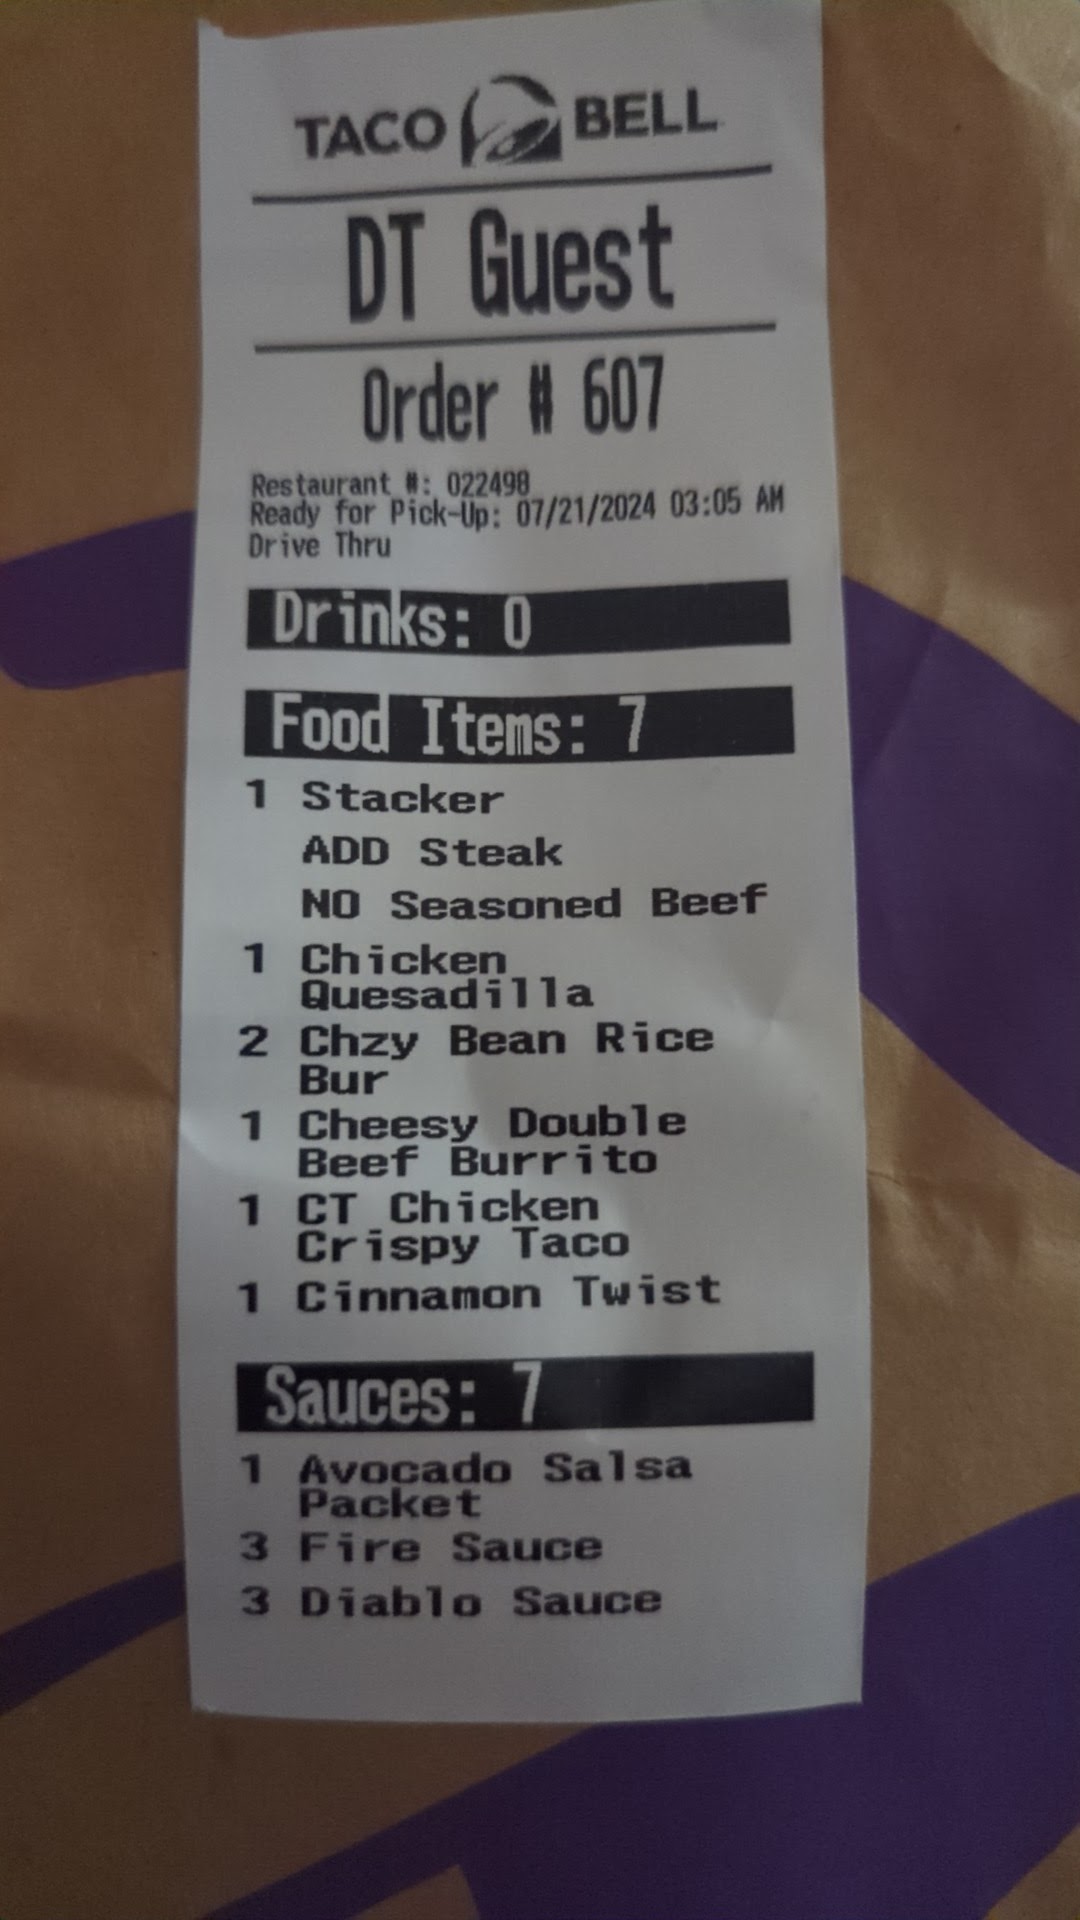 TACO BELL
DT Guest
Order # 607
Restaurant #: 022498
Ready for Pick-Up: 07/21/2024 03:05 AM
Drive Thru
Drinks: 0
Food Items: 7
1 Stacker
ADD Steak
NO Seasoned Beef
1 Chicken
Quesadilla
2 Chzy Bean Rice
Bur
1 Cheesy Double
Beef Burrito
1 CT Chicken
Crispy Taco
1 Cinnamon Twist
Sauces: 7
1 Avocado Salsa
Packet
3 Fire Sauce
3 Diablo Sauce